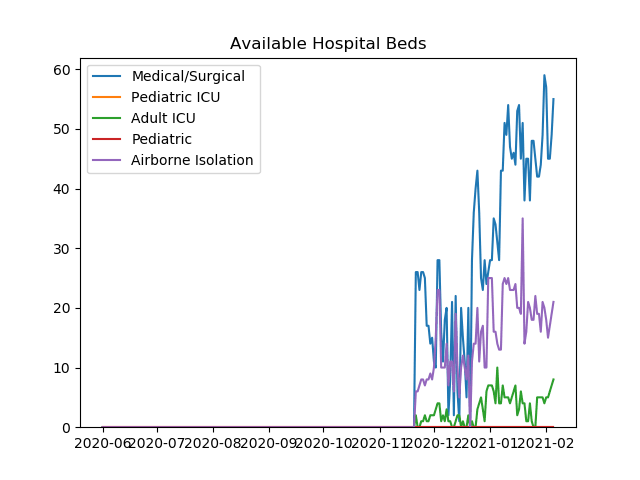 Available Hospital Beds
60
50
40
30
20
10
0
Medical/Surgical
Pediatric ICU
Adult ICU
Pediatric
Airborne Isolation
2020-06 2020-07 2020-08 2020-09 2020-10 2020-11 2020-12 2021-01 2021-02